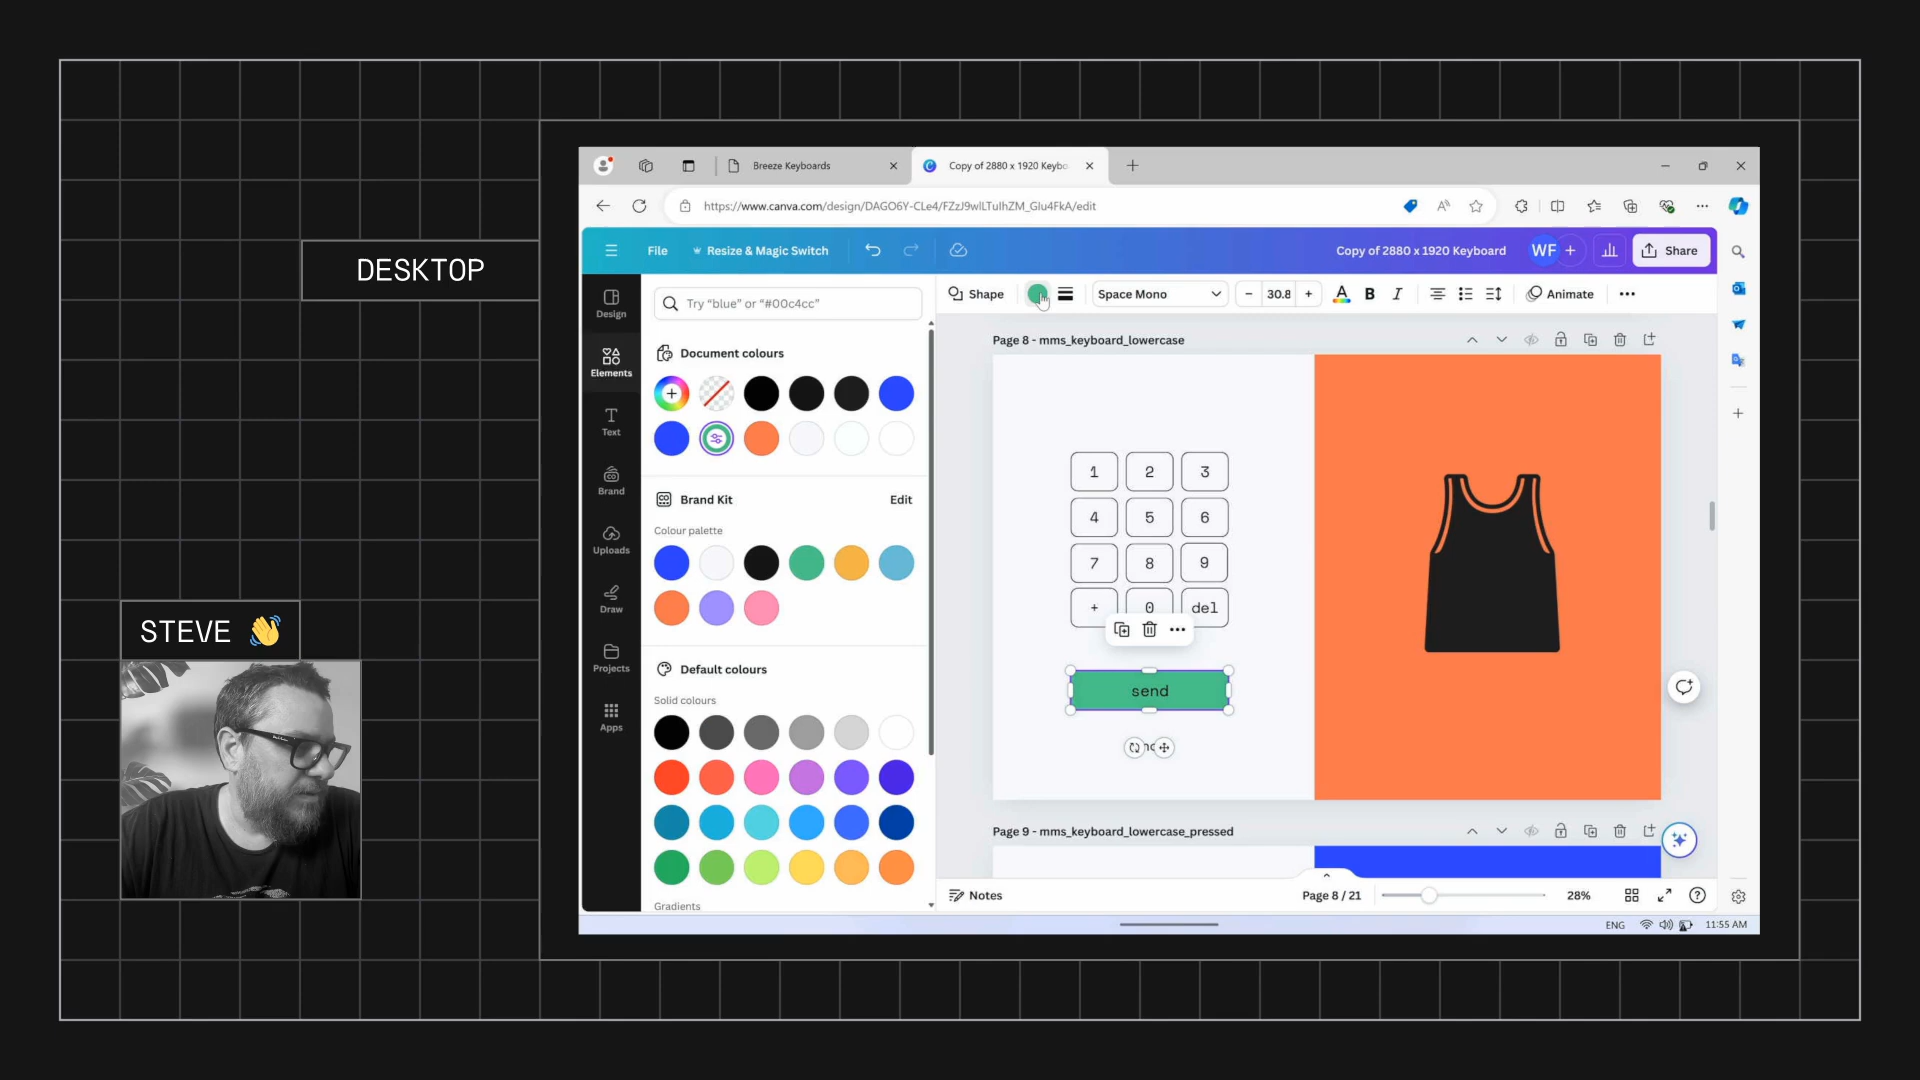 DESKTOP
STEVE 👋
Breeze Keyboards
Copy of 2880 x 1920 Keybo
https://www.canva.com/design/DAGO6Y-CLe4/FZzJ9wlLTulhZM_Glu4FkA/edit
File
Resize & Magic Switch
Copy of 2880 x 1920 Keyboard
WF
Share
Design
Elements
Text
Brand
Uploads
Draw
Projects
Apps
Try “blue” or “#00c4cc”
Document colours
Brand Kit
Edit
Colour palette
Default colours
Solid colours
Gradients
Shape
Space Mono
– 30.8 +
A B I
Animate
Page 8 - mms_keyboard_lowercase
1 2 3
4 5 6
7 8 9
+ 0 del
send
Page 9 - mms_keyboard_lowercase_pressed
Notes
Page 8 / 21
28%
ENG
11:55 AM